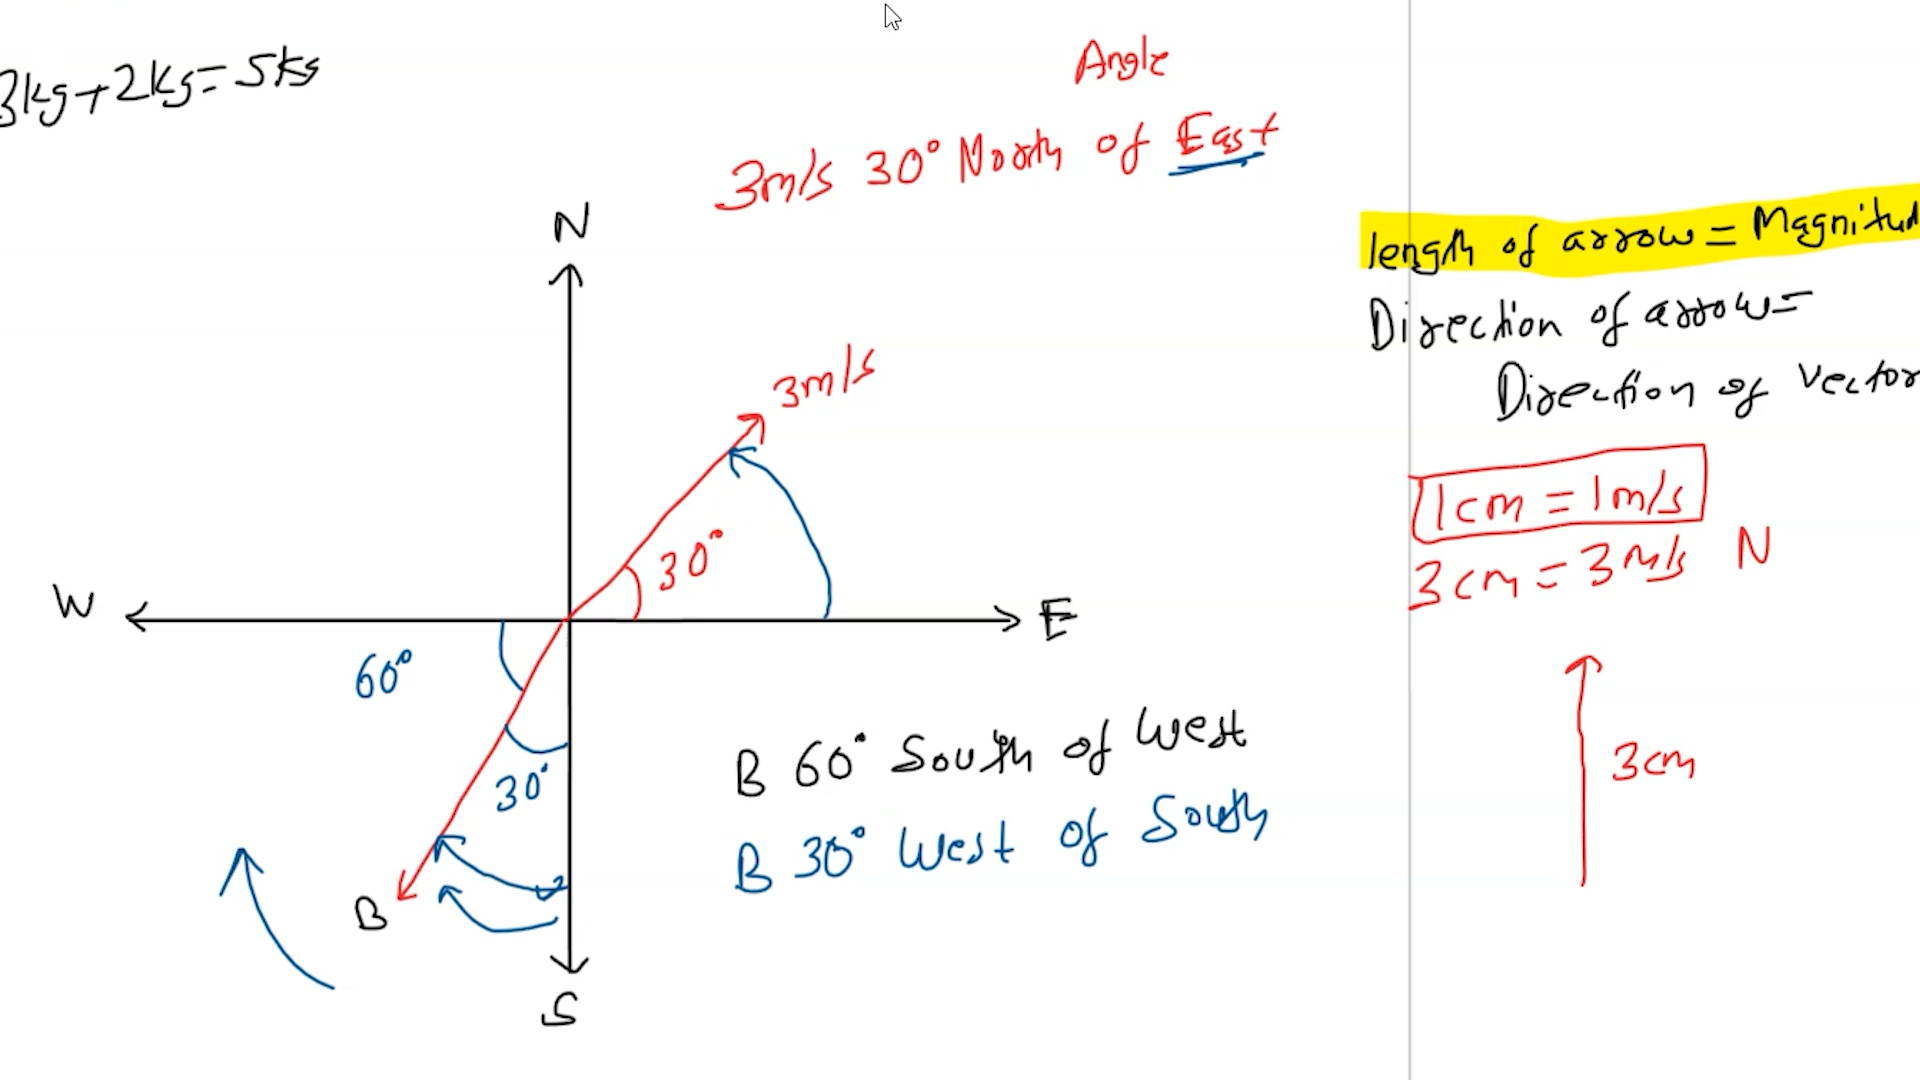 3kg+2kg=5kg
Angle
3m/s 30° North of East
N
3m/s
30°
W
E
60°
30°
B
S
B 60° South of West
B 30° West of South
length of arrow = Magnitud
Direction of arrow =
Direction of vector
1cm = 1m/s
3cm = 3m/s N
3cm